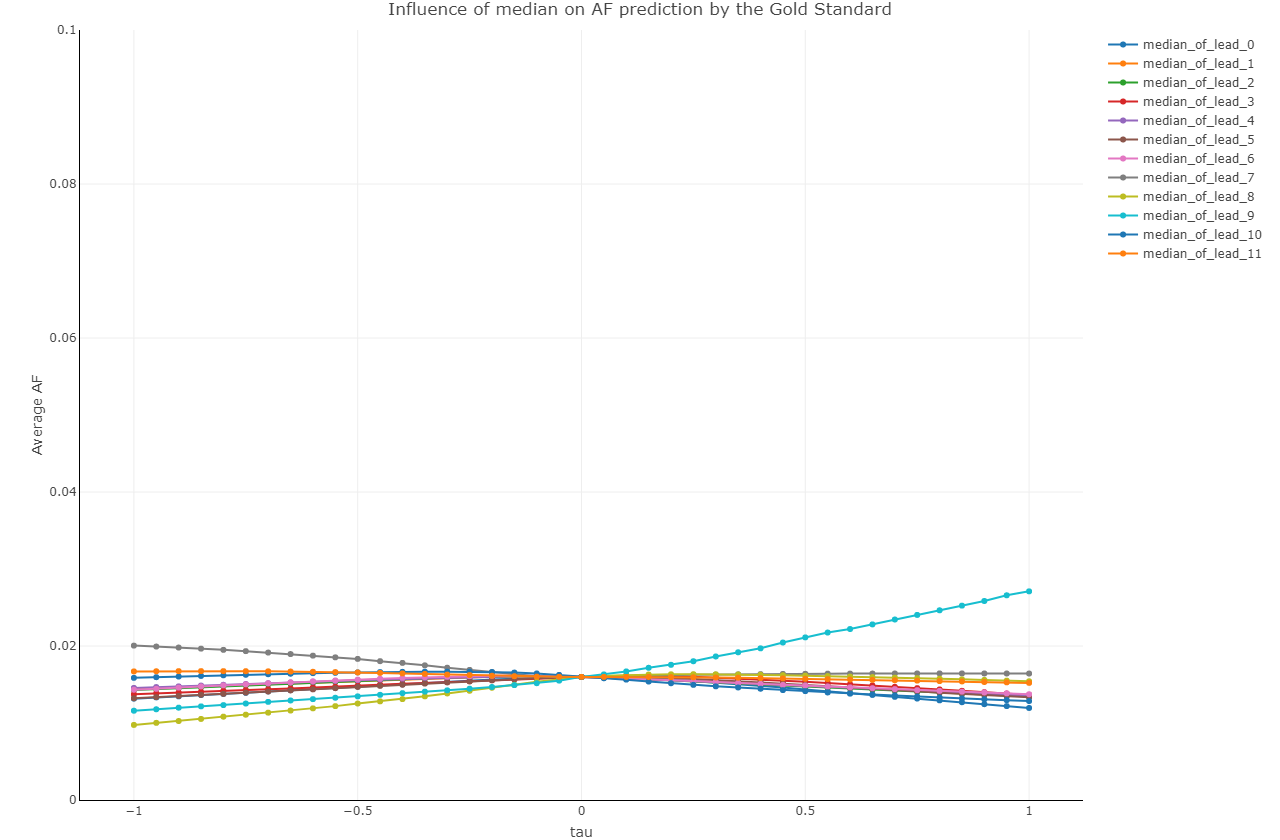 Influence of median on AF prediction by the Gold Standard
0.1
0.08
0.06
0.04
0.02
0
Average AF
−1
−0.5
0
0.5
1
tau
median_of_lead_0
median_of_lead_1
median_of_lead_2
median_of_lead_3
median_of_lead_4
median_of_lead_5
median_of_lead_6
median_of_lead_7
median_of_lead_8
median_of_lead_9
median_of_lead_10
median_of_lead_11